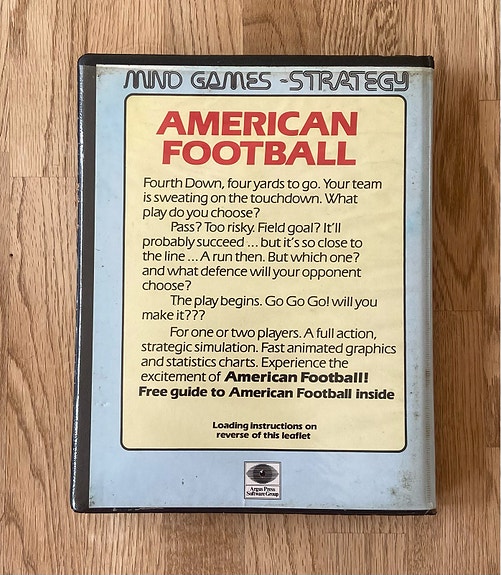 MIND GAMES - STRATEGY
AMERICAN
FOOTBALL
Fourth Down, four yards to go. Your team
is sweating on the touchdown. What
play do you choose?
Pass? Too risky. Field goal? It'll
probably succeed ... but it's so close to
the line ... A run then. But which one?
and what defence will your opponent
choose?
The play begins. Go Go Go! will you
make it???
For one or two players. A full action,
strategic simulation. Fast animated graphics
and statistics charts. Experience the
excitement of American Football!
Free guide to American Football inside
Loading instructions on
reverse of this leaflet
Argus Press
Software Group